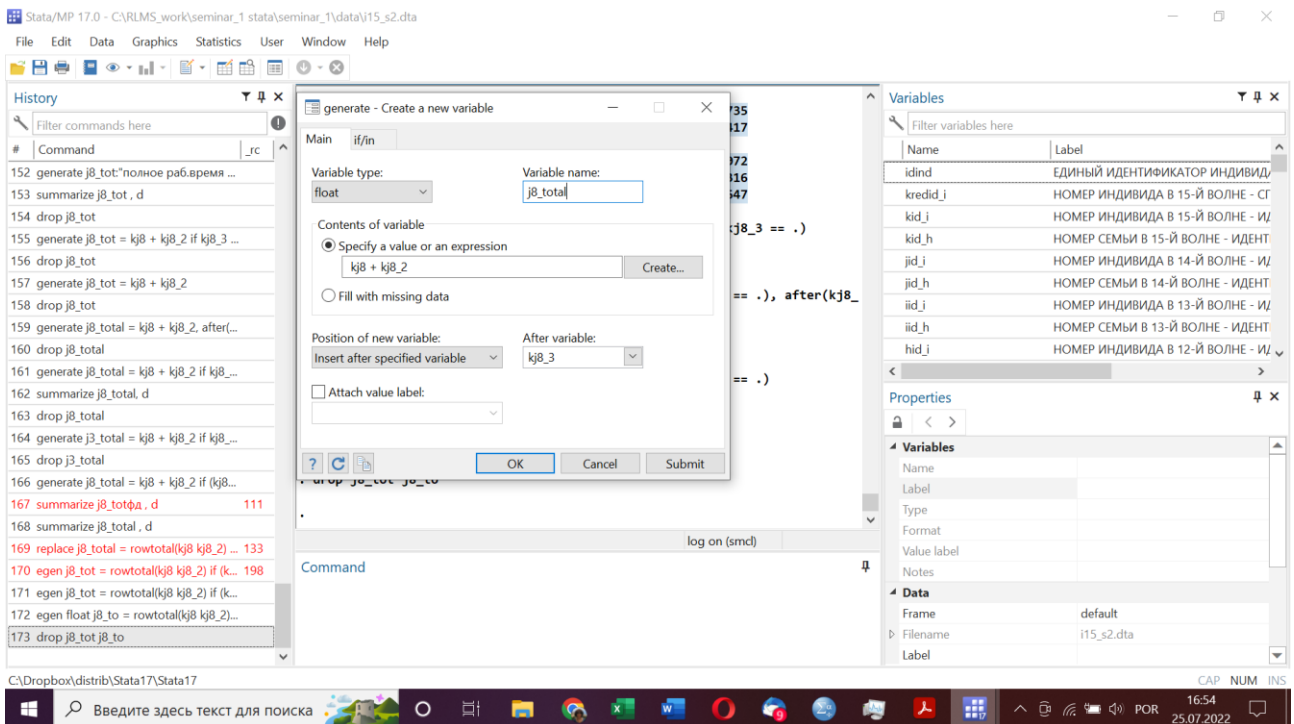 Stata/MP 17.0 - C:\RLMS_work\seminar_1 stata\seminar_1\data\i15_s2.dta
File Edit Data Graphics Statistics User Window Help
History
Filter commands here
# Command _rc
152 generate j8_tot:"полное раб.время ...
153 summarize j8_tot , d
154 drop j8_tot
155 generate j8_tot = kj8 + kj8_2 if kj8_3 ...
156 drop j8_tot
157 generate j8_tot = kj8 + kj8_2
158 drop j8_tot
159 generate j8_total = kj8 + kj8_2, after(...
160 drop j8_total
161 generate j8_total = kj8 + kj8_2 if kj8_...
162 summarize j8_total, d
163 drop j8_total
164 generate j3_total = kj8 + kj8_2 if kj8_...
165 drop j3_total
166 generate j8_total = kj8 + kj8_2 if (kj8...
167 summarize j8_totфд , d 111
168 summarize j8_total , d
169 replace j8_total = rowtotal(kj8 kj8_2) ... 133
170 egen j8_tot = rowtotal(kj8 kj8_2) if (k... 198
171 egen j8_tot = rowtotal(kj8 kj8_2) if (k...
172 egen float j8_to = rowtotal(kj8 kj8_2)...
173 drop j8_tot j8_to
generate - Create a new variable
Main if/in
Variable type: Variable name:
float j8_total
Contents of variable
Specify a value or an expression
kj8 + kj8_2 Create...
Fill with missing data
Position of new variable: After variable:
Insert after specified variable kj8_3
Attach value label:
? OK Cancel Submit
735
417
972
316
547
kj8_3 == .)
== .), after(kj8_
== .)
. drop j8_tot j8_to
.
log on (smcl)
Command
Variables
Filter variables here
Name Label
idind ЕДИНЫЙ ИДЕНТИФИКАТОР ИНДИВИД
kredid_i НОМЕР ИНДИВИДА В 15-Й ВОЛНЕ - СГ
kid_i НОМЕР ИНДИВИДА В 15-Й ВОЛНЕ - ИД
kid_h НОМЕР СЕМЬИ В 15-Й ВОЛНЕ - ИДЕНТ
jid_i НОМЕР ИНДИВИДА В 14-Й ВОЛНЕ - ИД
jid_h НОМЕР СЕМЬИ В 14-Й ВОЛНЕ - ИДЕНТ
iid_i НОМЕР ИНДИВИДА В 13-Й ВОЛНЕ - ИД
iid_h НОМЕР СЕМЬИ В 13-Й ВОЛНЕ - ИДЕНТ
hid_i НОМЕР ИНДИВИДА В 12-Й ВОЛНЕ - ИД
Properties
Variables
Name
Label
Type
Format
Value label
Notes
Data
Frame default
Filename i15_s2.dta
Label
C:\Dropbox\distrib\Stata17\Stata17 CAP NUM INS
Введите здесь текст для поиска
POR
16:54
25.07.2022